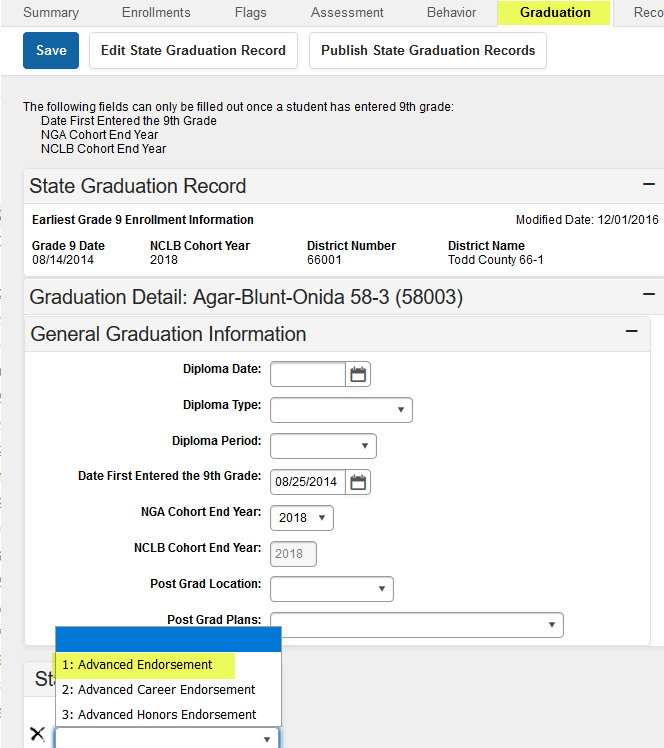 Summary Enrollments Flags Assessment Behavior Graduation Reco
Save Edit State Graduation Record Publish State Graduation Records
The following fields can only be filled out once a student has entered 9th grade:
Date First Entered the 9th Grade
NGA Cohort End Year
NCLB Cohort End Year
State Graduation Record
Earliest Grade 9 Enrollment Information Modified Date: 12/01/2016
Grade 9 Date NCLB Cohort Year District Number District Name
08/14/2014 2018 66001 Todd County 66-1
Graduation Detail: Agar-Blunt-Onida 58-3 (58003)
General Graduation Information
Diploma Date:
Diploma Type:
Diploma Period:
Date First Entered the 9th Grade: 08/25/2014
NGA Cohort End Year: 2018
NCLB Cohort End Year: 2018
Post Grad Location:
Post Grad Plans:
1: Advanced Endorsement
St
2: Advanced Career Endorsement
3: Advanced Honors Endorsement